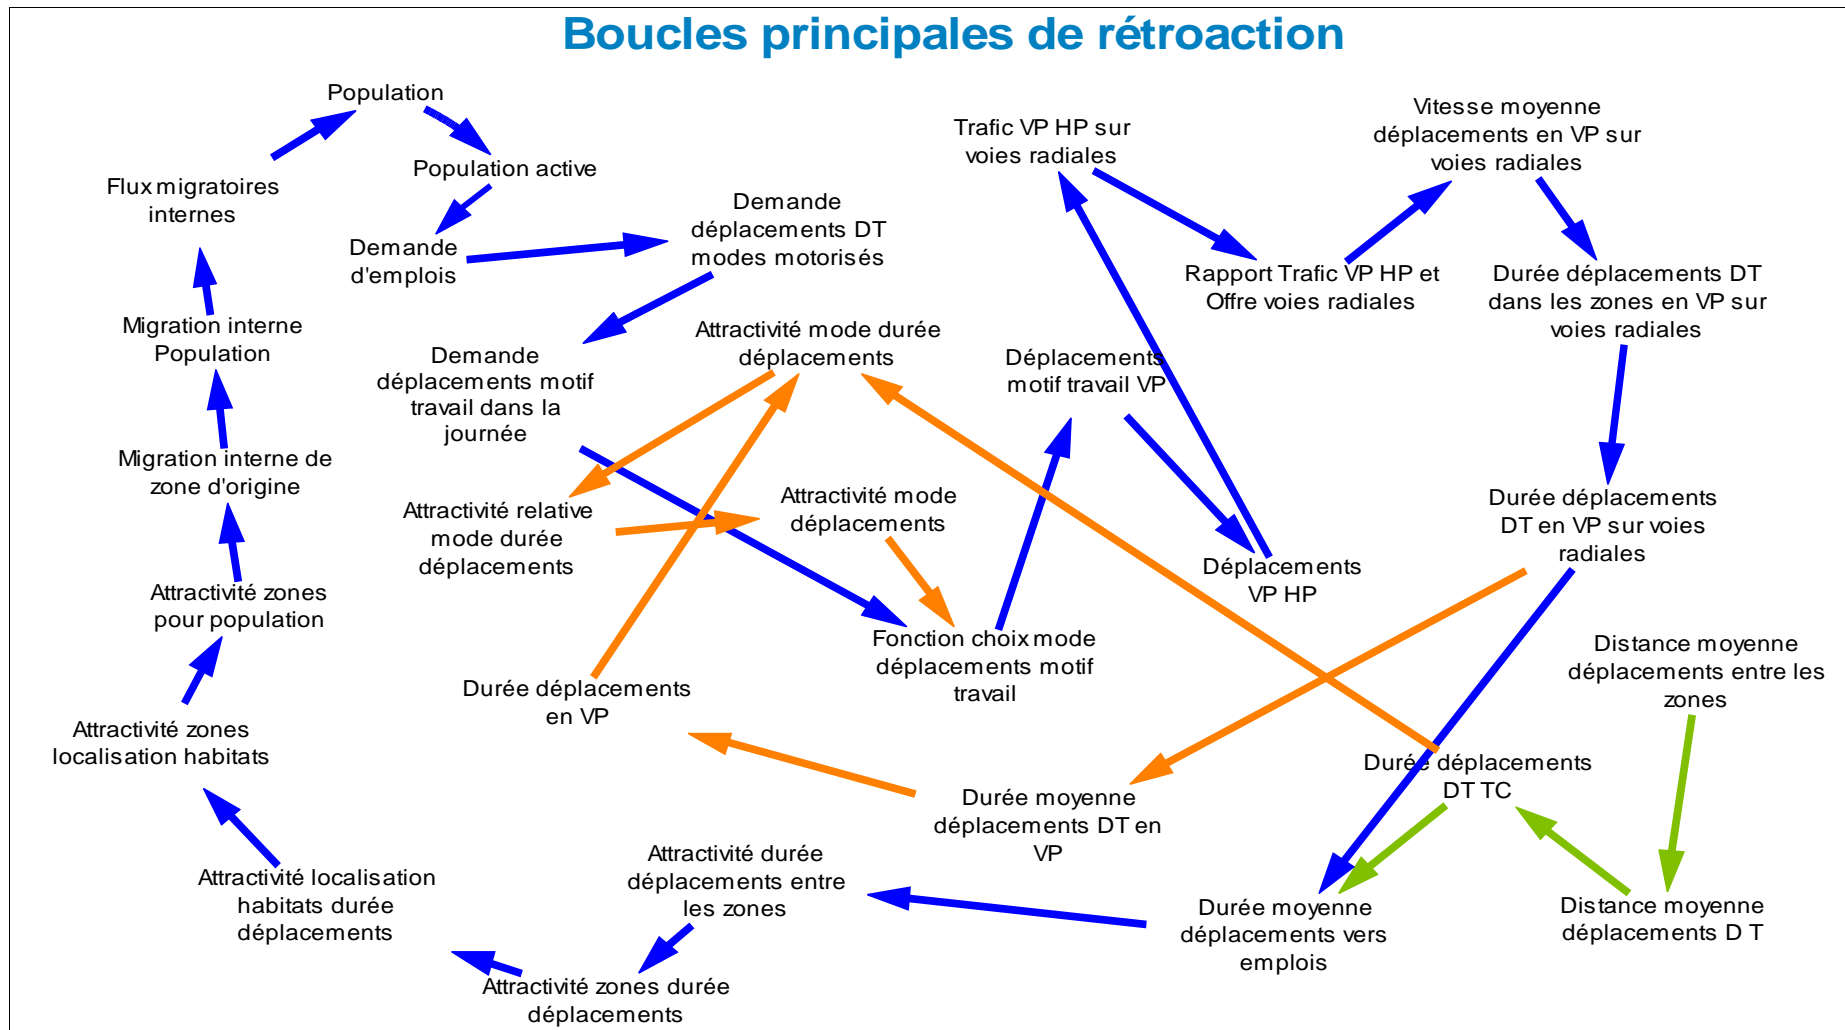 Boucles principales de rétroaction
Population
Population active
Flux migratoires
internes
Demande
d'emplois
Demande
déplacements DT
modes motorisés
Trafic VP HP sur
voies radiales
Vitesse moyenne
déplacements en VP sur
voies radiales
Rapport Trafic VP HP et
Offre voies radiales
Durée déplacements DT
dans les zones en VP sur
voies radiales
Migration interne
Population
Demande
déplacements motif
travail dans la
journée
Attractivité mode durée
déplacements
Déplacements
motif travail VP
Migration interne de
zone d'origine
Attractivité relative
mode durée
déplacements
Attractivité mode
déplacements
Déplacements
VP HP
Durée déplacements
DT en VP sur voies
radiales
Attractivité zones
pour population
Fonction choix mode
déplacements motif
travail
Distance moyenne
déplacements entre les
zones
Durée déplacements
en VP
Attractivité zones
localisation habitats
Durée déplacements
DT TC
Durée moyenne
déplacements DT en
VP
Attractivité durée
déplacements entre
les zones
Attractivité localisation
habitats durée
déplacements
Durée moyenne
déplacements vers
emplois
Distance moyenne
déplacements D T
Attractivité zones durée
déplacements